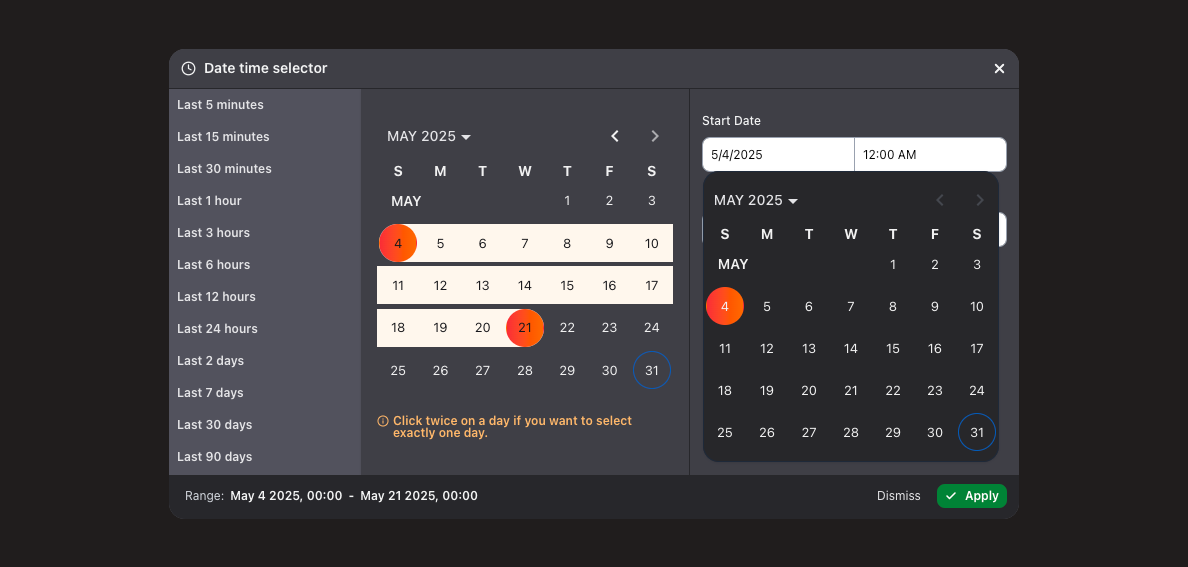 Date time selector
Last 5 minutes
Last 15 minutes
Last 30 minutes
Last 1 hour
Last 3 hours
Last 6 hours
Last 12 hours
Last 24 hours
Last 2 days
Last 7 days
Last 30 days
Last 90 days
MAY 2025
S M T W T F S
MAY 1 2 3
4 5 6 7 8 9 10
11 12 13 14 15 16 17
18 19 20 21 22 23 24
25 26 27 28 29 30 31
Click twice on a day if you want to select
exactly one day.
Start Date
5/4/2025 12:00 AM
MAY 2025
S M T W T F S
MAY 1 2 3
4 5 6 7 8 9 10
11 12 13 14 15 16 17
18 19 20 21 22 23 24
25 26 27 28 29 30 31
Range: May 4 2025, 00:00 - May 21 2025, 00:00
Dismiss
Apply